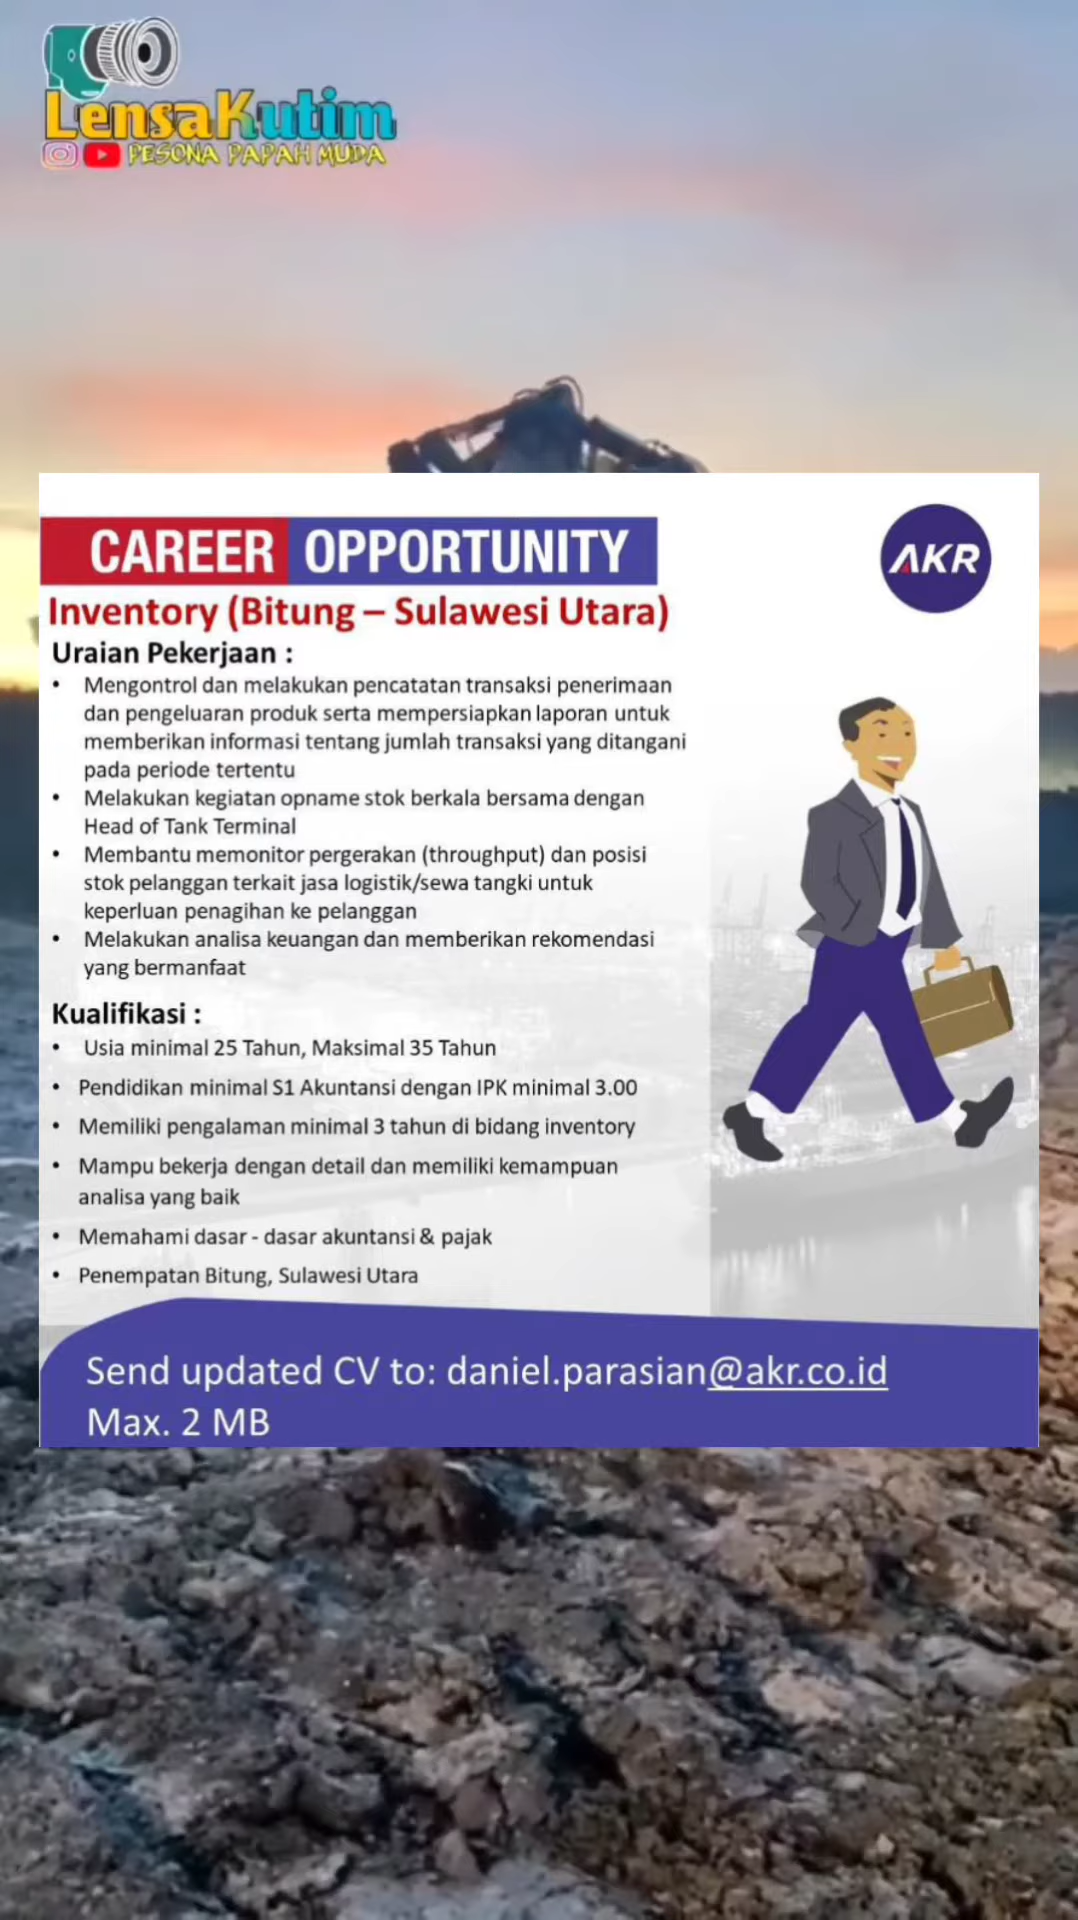 LensaKutim
PESONA PAPAH MUDA
CAREER OPPORTUNITY
AKR
Inventory (Bitung – Sulawesi Utara)
Uraian Pekerjaan :
• Mengontrol dan melakukan pencatatan transaksi penerimaan
dan pengeluaran produk serta mempersiapkan laporan untuk
memberikan informasi tentang jumlah transaksi yang ditangani
pada periode tertentu
• Melakukan kegiatan opname stok berkala bersama dengan
Head of Tank Terminal
• Membantu memonitor pergerakan (throughput) dan posisi
stok pelanggan terkait jasa logistik/sewa tangki untuk
keperluan penagihan ke pelanggan
• Melakukan analisa keuangan dan memberikan rekomendasi
yang bermanfaat
Kualifikasi :
• Usia minimal 25 Tahun, Maksimal 35 Tahun
• Pendidikan minimal S1 Akuntansi dengan IPK minimal 3.00
• Memiliki pengalaman minimal 3 tahun di bidang inventory
• Mampu bekerja dengan detail dan memiliki kemampuan
analisa yang baik
• Memahami dasar - dasar akuntansi & pajak
• Penempatan Bitung, Sulawesi Utara
Send updated CV to: daniel.parasian@akr.co.id
Max. 2 MB